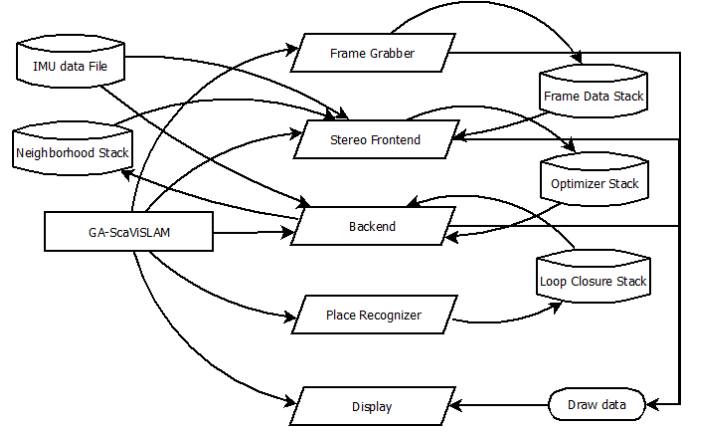 Frame Grabber
IMU data File
Frame Data Stack
Stereo Frontend
Neighborhood Stack
Optimizer Stack
GA-ScaViSLAM
Backend
Loop Closure Stack
Place Recognizer
Display
Draw data